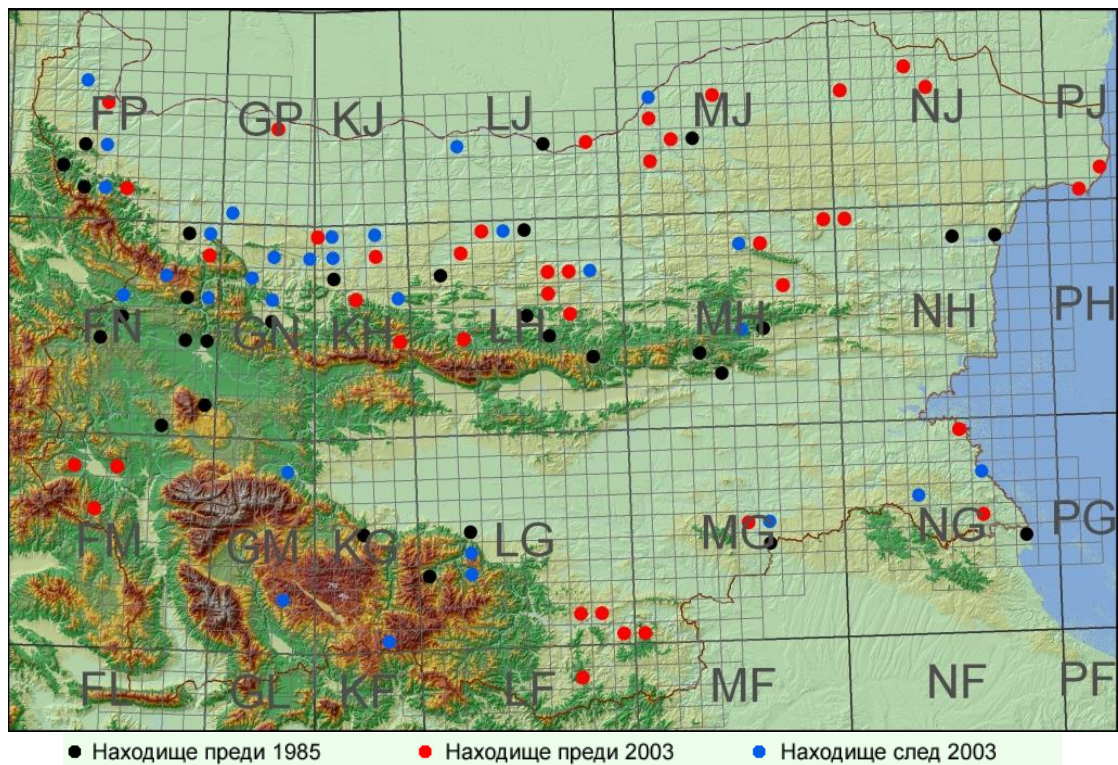 FP GP KJ LJ MJ NJ PJ
FN GN KH LH MH NH PH
FM GM KG LG MG NG PG
FL GL KF LF MF NF PF
Находище преди 1985 Находище преди 2003 Находище след 2003